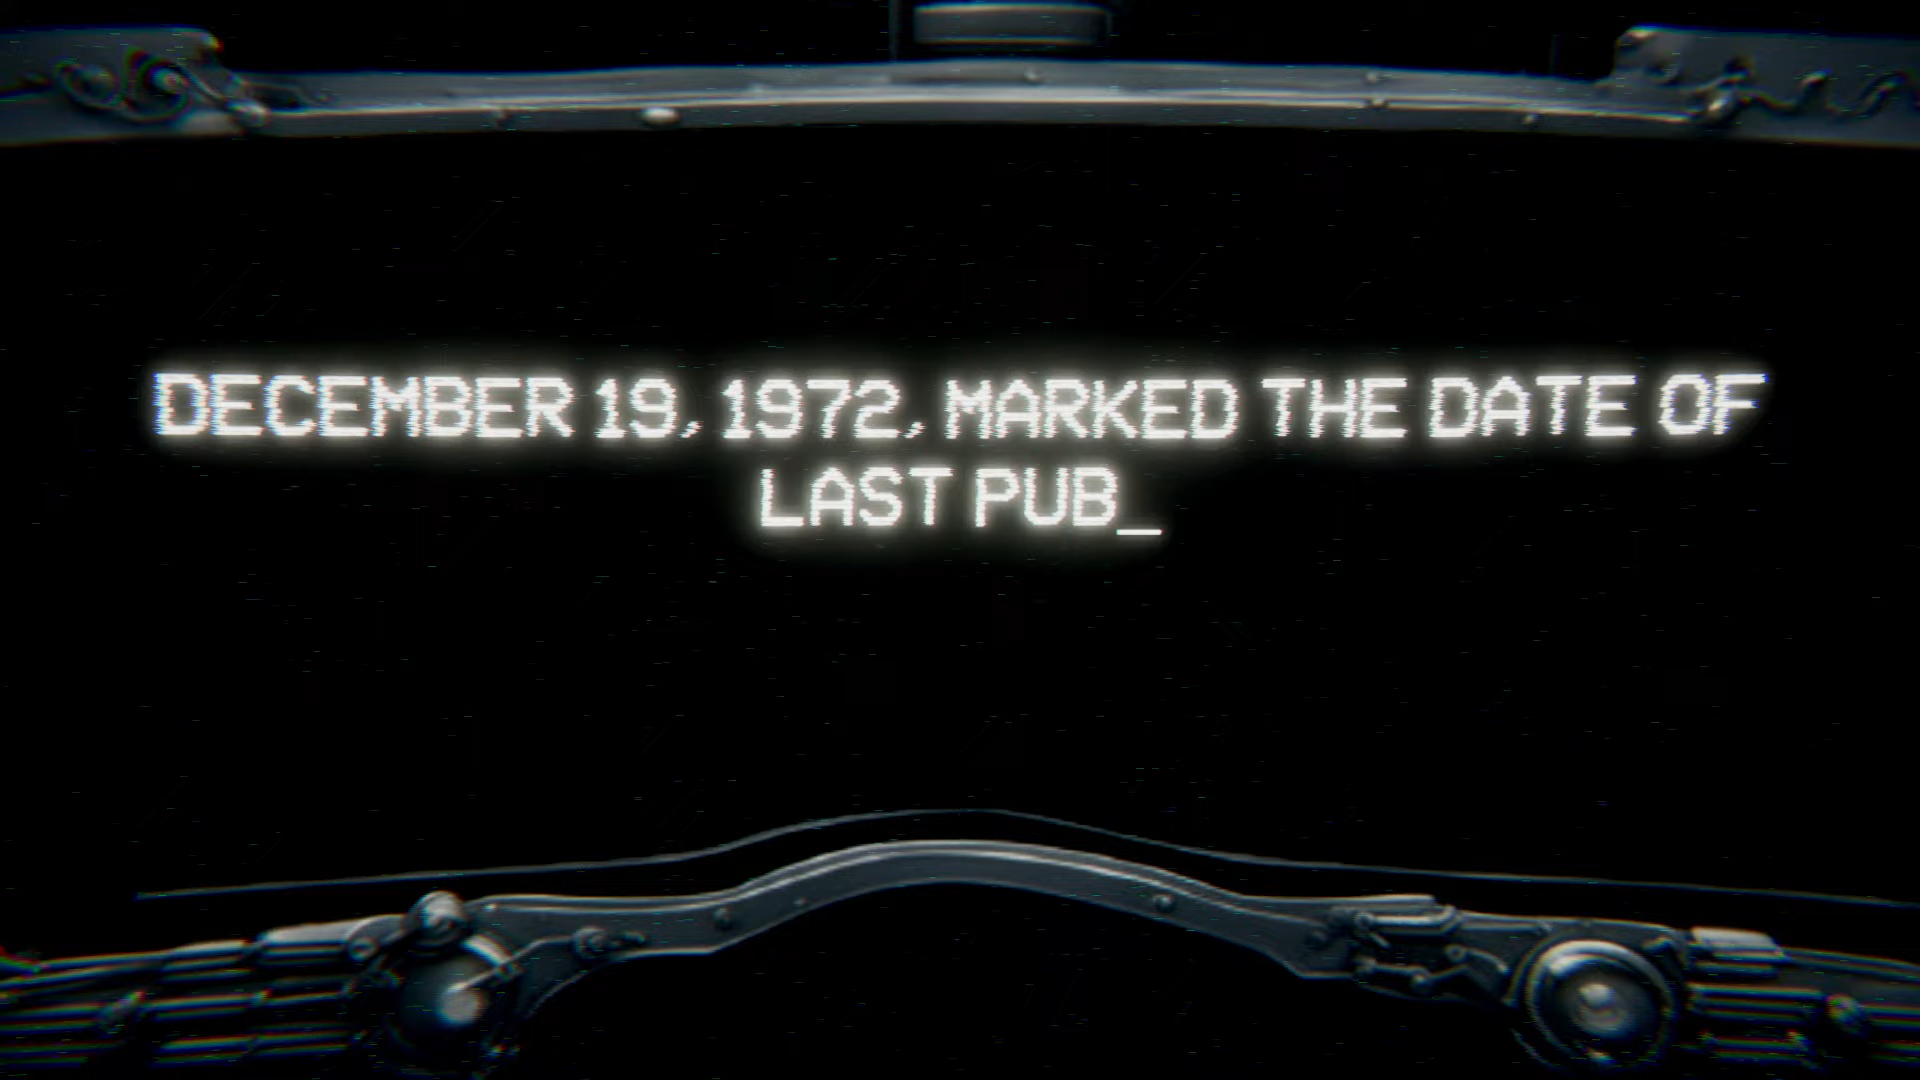 DECEMBER 19, 1972, MARKED THE DATE OF
LAST PUB_